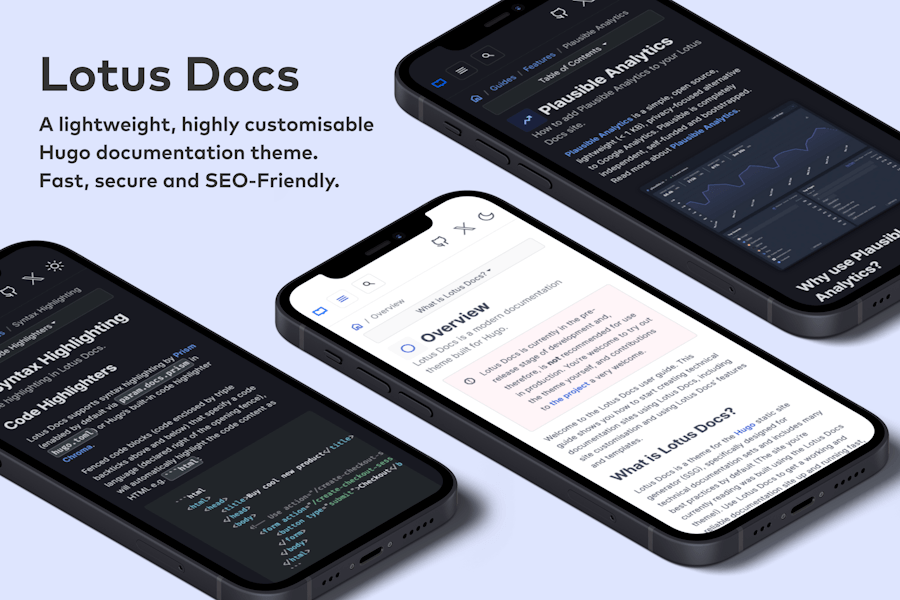 Lotus Docs
A lightweight, highly customisable
Hugo documentation theme.
Fast, secure and SEO-Friendly.
/ Guides / Features / Plausible Analytics
Table of Contents
Plausible Analytics
How to add Plausible Analytics to your Lotus
Docs site.
Plausible Analytics is a simple, open source,
lightweight (< 1 KB), privacy-focused alternative
to Google Analytics. Plausible is completely
independent, self-funded and bootstrapped.
Read more about Plausible Analytics.
Why use Plausible
Analytics?
/ Overview
What is Lotus Docs?
Overview
Lotus Docs is a modern documentation
theme built for Hugo.
Lotus Docs is currently in the pre-
release stage of development and,
therefore, is not recommended for use
in production. You're welcome to try out
the theme yourself, and contributions
to the project a very welcome.
Welcome to the Lotus Docs user guide. This
guide shows you how to start creating technical
documentation sites using Lotus Docs, including
site customisation and using Lotus Docs' features
and templates.
What is Lotus Docs?
Lotus Docs is a theme for the Hugo static site
generator (SSG), specifically designed for
technical documentation sets and includes many
best practices by default (The site you're
currently reading was built using the Lotus Docs
theme!). Use Lotus Docs to get a working and
reliable documentation site up and running fast.
/ Syntax Highlighting
Code Highlighters
Syntax Highlighting
highlighting in Lotus Docs.
Code Highlighters
Lotus Docs supports syntax highlighting by Prism
(enabled by default via param.docs.prism in
hugo.toml) or Hugo's built-in code highlighter
Chroma.
Fenced code blocks (code enclosed by triple
backticks above and below) that specify a code
language (declared right of the opening fence),
will automatically highlight the code content as
HTML e.g. ```html
```html
<html>
<head>
<title>Buy cool new product</title>
</head>
<body>
<!-- Use action="/create-checkout-s
<form action="/create-checkout-sess
<button type="submit">Checkout</b
</form>
</body>
</html>
```